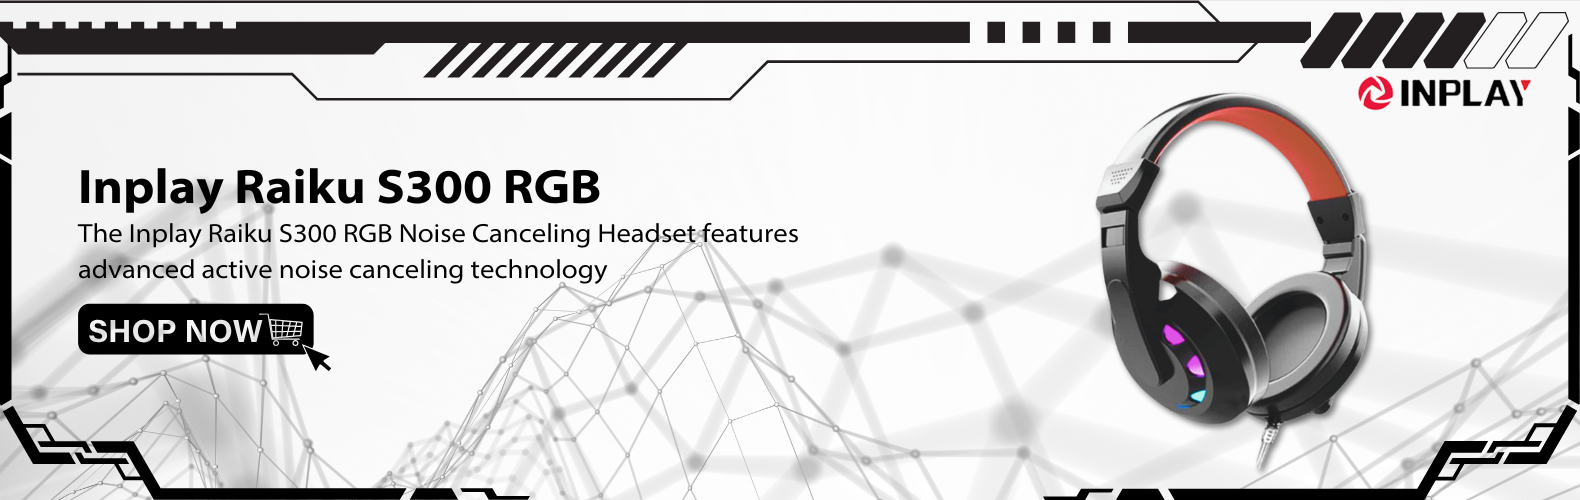 INPLAY
Inplay Raiku S300 RGB
The Inplay Raiku S300 RGB Noise Canceling Headset features
advanced active noise canceling technology
SHOP NOW